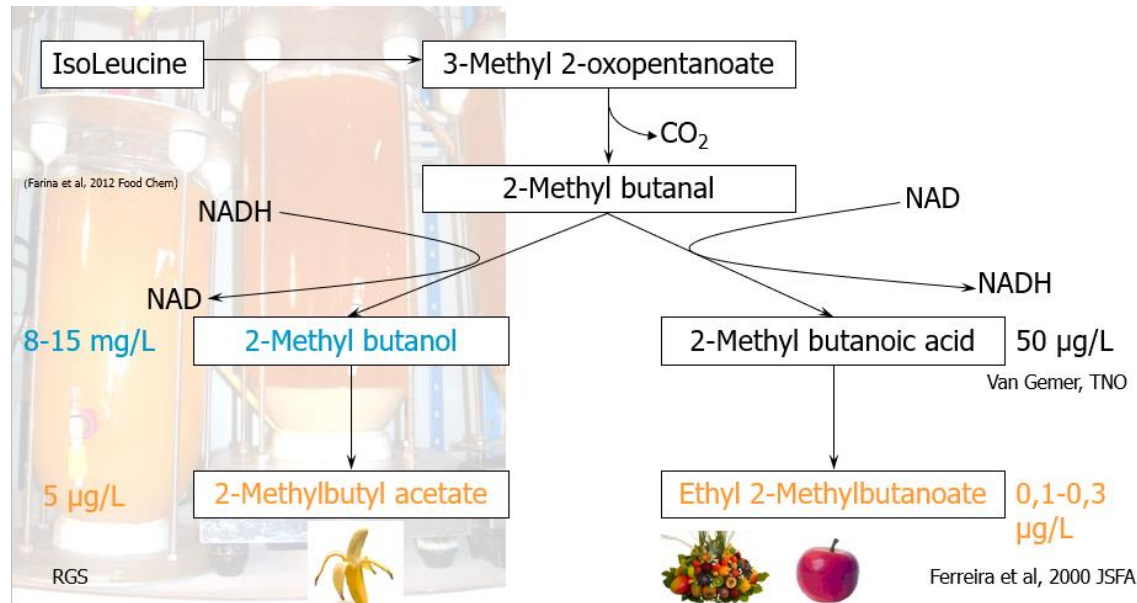 IsoLeucine
3-Methyl 2-oxopentanoate
CO₂
(Farina et al, 2012 Food Chem)
2-Methyl butanal
NADH
NAD
NAD
NADH
8-15 mg/L
2-Methyl butanol
2-Methyl butanoic acid
50 µg/L
Van Gemer, TNO
5 µg/L
2-Methylbutyl acetate
Ethyl 2-Methylbutanoate
0,1-0,3
µg/L
RGS
Ferreira et al, 2000 JSFA